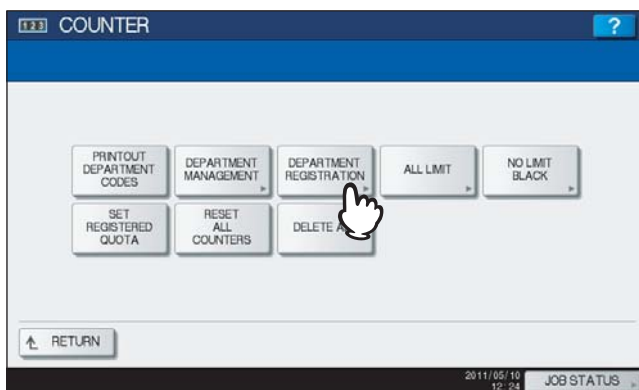 123 COUNTER
?
PRINTOUT
DEPARTMENT
CODES
DEPARTMENT
MANAGEMENT
DEPARTMENT
REGISTRATION
ALL LIMIT
NO LIMIT
BLACK
SET
REGISTERED
QUOTA
RESET
ALL
COUNTERS
DELETE
RETURN
2011/05/10
12:24
JOB STATUS